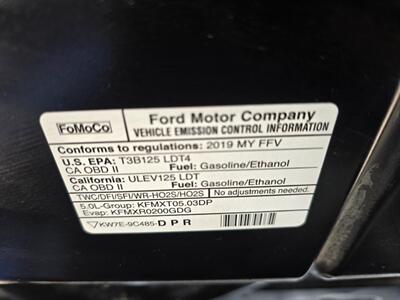 FoMoCo
Ford Motor Company
VEHICLE EMISSION CONTROL INFORMATION
Conforms to regulations: 2019 MY FFV
U.S. EPA: T3B125 LDT4
CA OBD II Fuel: Gasoline/Ethanol
California: ULEV125 LDT
CA OBD II Fuel: Gasoline/Ethanol
TWC/DFI/SFI/WR-HO2S/HO2S No adjustments needed.
5.0L-Group: KFMXT05.03DP
Evap: KFMXR0200GDG
KW7E-9C485-DPR